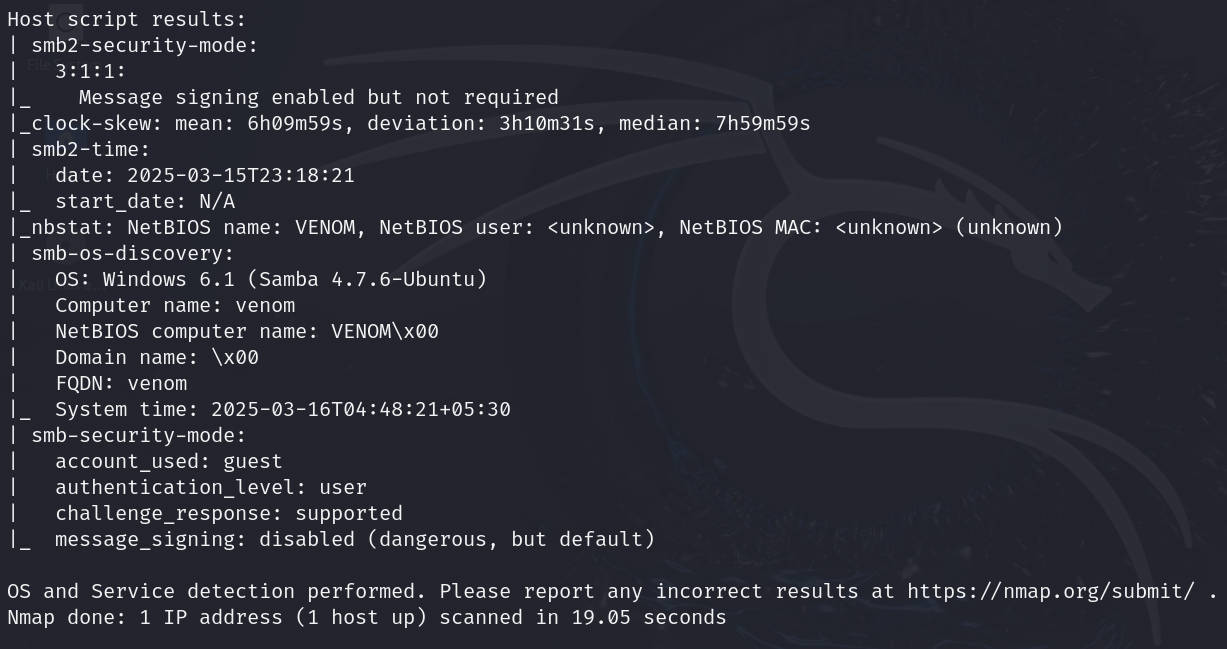 Host script results:
| smb2-security-mode:
|   3:1:1:
|_    Message signing enabled but not required
|_clock-skew: mean: 6h09m59s, deviation: 3h10m31s, median: 7h59m59s
| smb2-time:
|   date: 2025-03-15T23:18:21
|_  start_date: N/A
|_nbstat: NetBIOS name: VENOM, NetBIOS user: <unknown>, NetBIOS MAC: <unknown> (unknown)
| smb-os-discovery:
|   OS: Windows 6.1 (Samba 4.7.6-Ubuntu)
|   Computer name: venom
|   NetBIOS computer name: VENOM\x00
|   Domain name: \x00
|   FQDN: venom
|_  System time: 2025-03-16T04:48:21+05:30
| smb-security-mode:
|   account_used: guest
|   authentication_level: user
|   challenge_response: supported
|_  message_signing: disabled (dangerous, but default)
OS and Service detection performed. Please report any incorrect results at https://nmap.org/submit/ .
Nmap done: 1 IP address (1 host up) scanned in 19.05 seconds